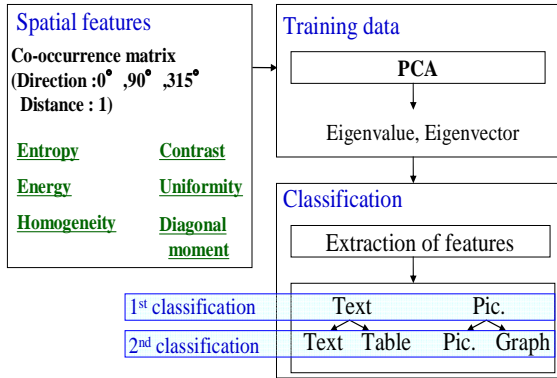 Spatial features
Co-occurrence matrix
(Direction :0° ,90° ,315°
Distance : 1)
Entropy Contrast
Energy Uniformity
Homogeneity Diagonal
moment
Training data
PCA
Eigenvalue, Eigenvector
Classification
Extraction of features
1st classification Text Pic.
2nd classification Text Table Pic. Graph